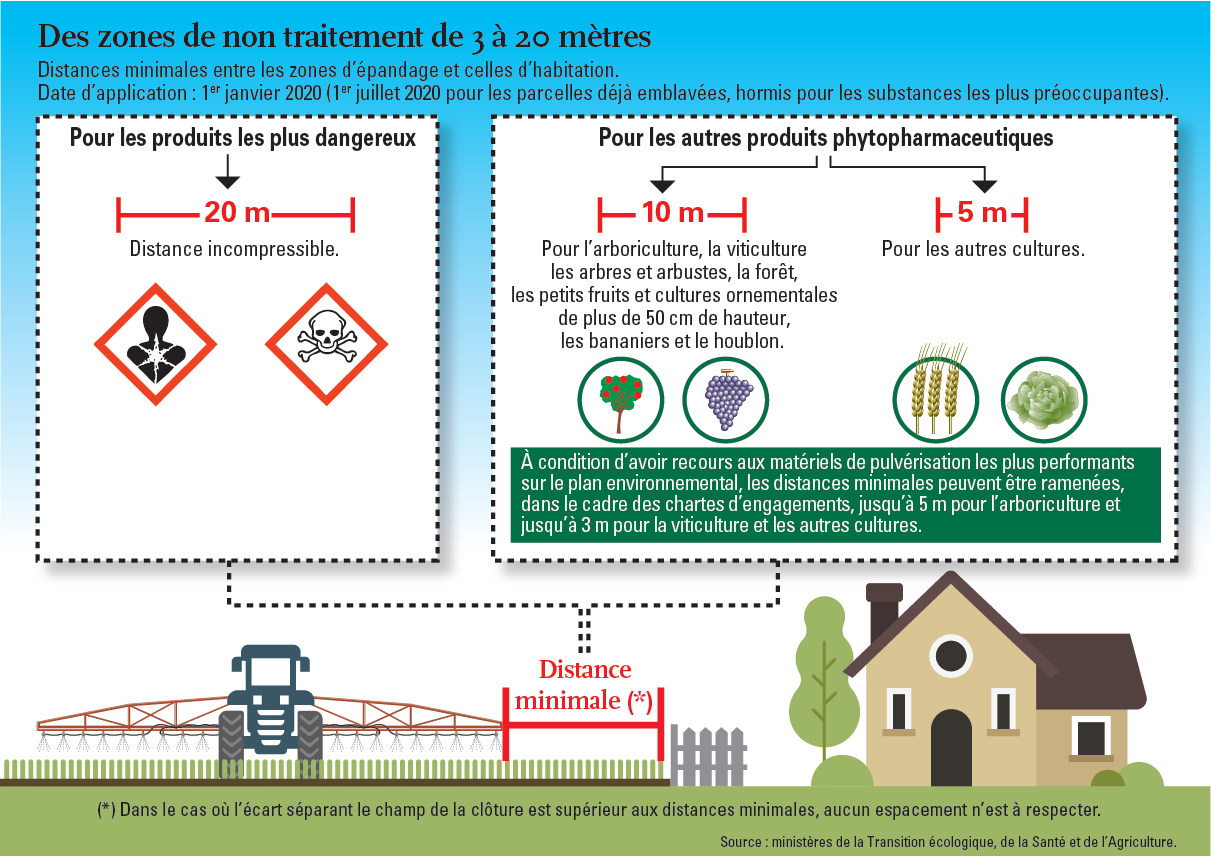 Des zones de non traitement de 3 à 20 mètres
Distances minimales entre les zones d'épandage et celles d'habitation.
Date d'application : 1er janvier 2020 (1er juillet 2020 pour les parcelles déjà emblavées, hormis pour les substances les plus préoccupantes).
Pour les produits les plus dangereux
20 m
Distance incompressible.
Pour les autres produits phytopharmaceutiques
10 m
Pour l'arboriculture, la viticulture
les arbres et arbustes, la forêt,
les petits fruits et cultures ornementales
de plus de 50 cm de hauteur,
les bananiers et le houblon.
5 m
Pour les autres cultures.
À condition d'avoir recours aux matériels de pulvérisation les plus performants
sur le plan environnemental, les distances minimales peuvent être ramenées,
dans le cadre des chartes d'engagements, jusqu'à 5 m pour l'arboriculture et
jusqu'à 3 m pour la viticulture et les autres cultures.
Distance
minimale (*)
(*) Dans le cas où l'écart séparant le champ de la clôture est supérieur aux distances minimales, aucun espacement n'est à respecter.
Source : ministères de la Transition écologique, de la Santé et de l'Agriculture.